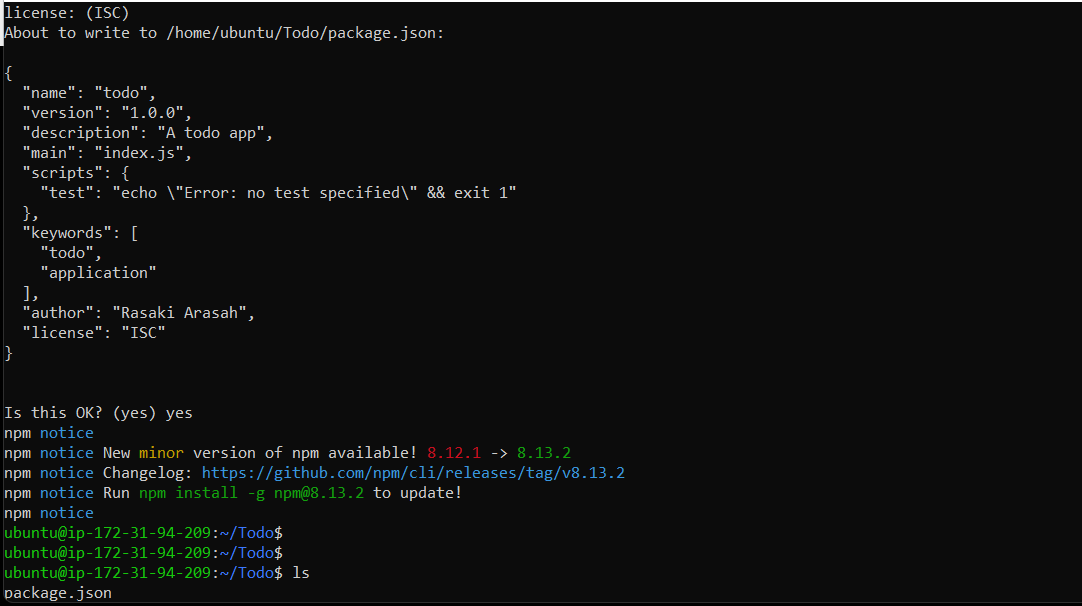 license: (ISC)
About to write to /home/ubuntu/Todo/package.json:

{
  "name": "todo",
  "version": "1.0.0",
  "description": "A todo app",
  "main": "index.js",
  "scripts": {
    "test": "echo \"Error: no test specified\" && exit 1"
  },
  "keywords": [
    "todo",
    "application"
  ],
  "author": "Rasaki Arasah",
  "license": "ISC"
}

Is this OK? (yes) yes
npm notice
npm notice New minor version of npm available! 8.12.1 -> 8.13.2
npm notice Changelog: https://github.com/npm/cli/releases/tag/v8.13.2
npm notice Run npm install -g npm@8.13.2 to update!
npm notice
ubuntu@ip-172-31-94-209:~/Todo$
ubuntu@ip-172-31-94-209:~/Todo$
ubuntu@ip-172-31-94-209:~/Todo$ ls
package.json